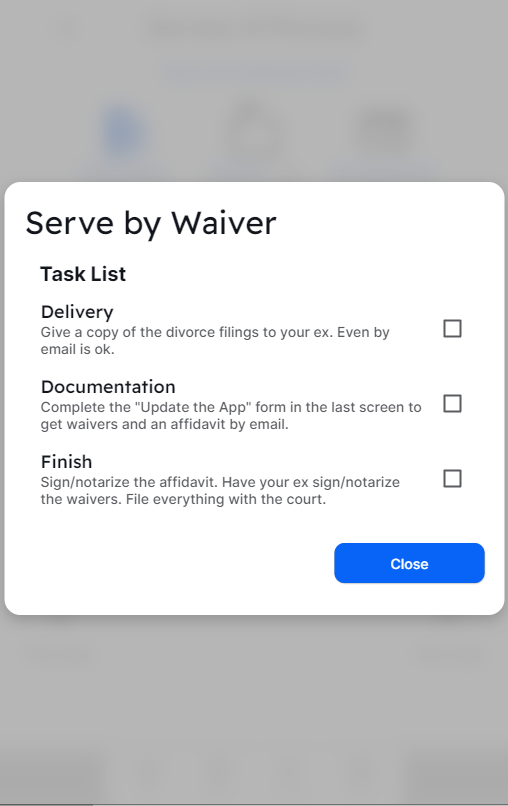 Serve by Waiver
Task List
Delivery
Give a copy of the divorce filings to your ex. Even by
email is ok.
Documentation
Complete the "Update the App" form in the last screen to
get waivers and an affidavit by email.
Finish
Sign/notarize the affidavit. Have your ex sign/notarize
the waivers. File everything with the court.
Close